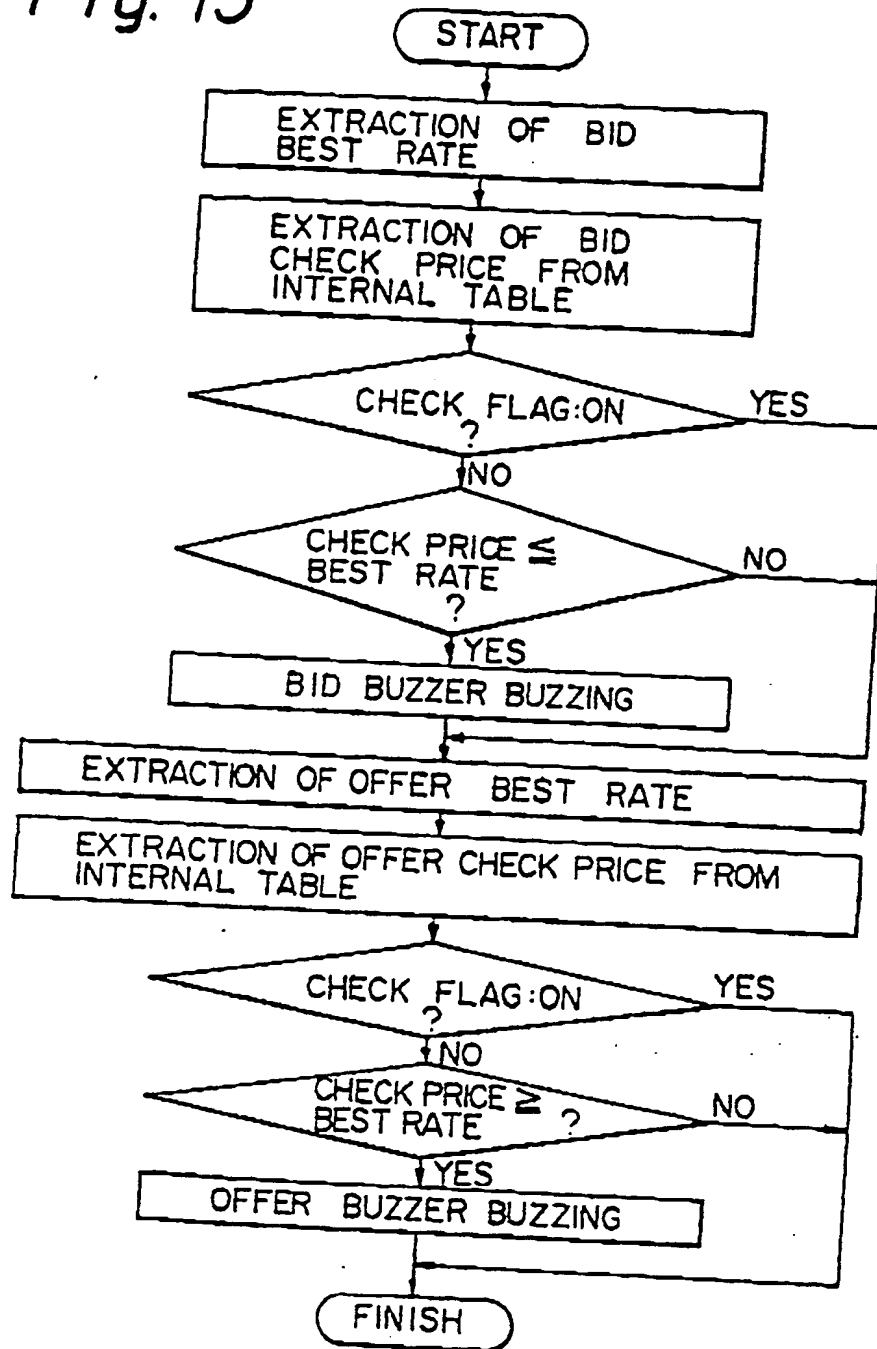 Fig. 15
START
EXTRACTION OF BID
BEST RATE
EXTRACTION OF BID
CHECK PRICE FROM
INTERNAL TABLE
CHECK FLAG:ON
?
YES
NO
CHECK PRICE ≦
BEST RATE
?
NO
YES
BID BUZZER BUZZING
EXTRACTION OF OFFER BEST RATE
EXTRACTION OF OFFER CHECK PRICE FROM
INTERNAL TABLE
CHECK FLAG:ON
?
YES
NO
CHECK PRICE ≧
BEST RATE ?
NO
YES
OFFER BUZZER BUZZING
FINISH